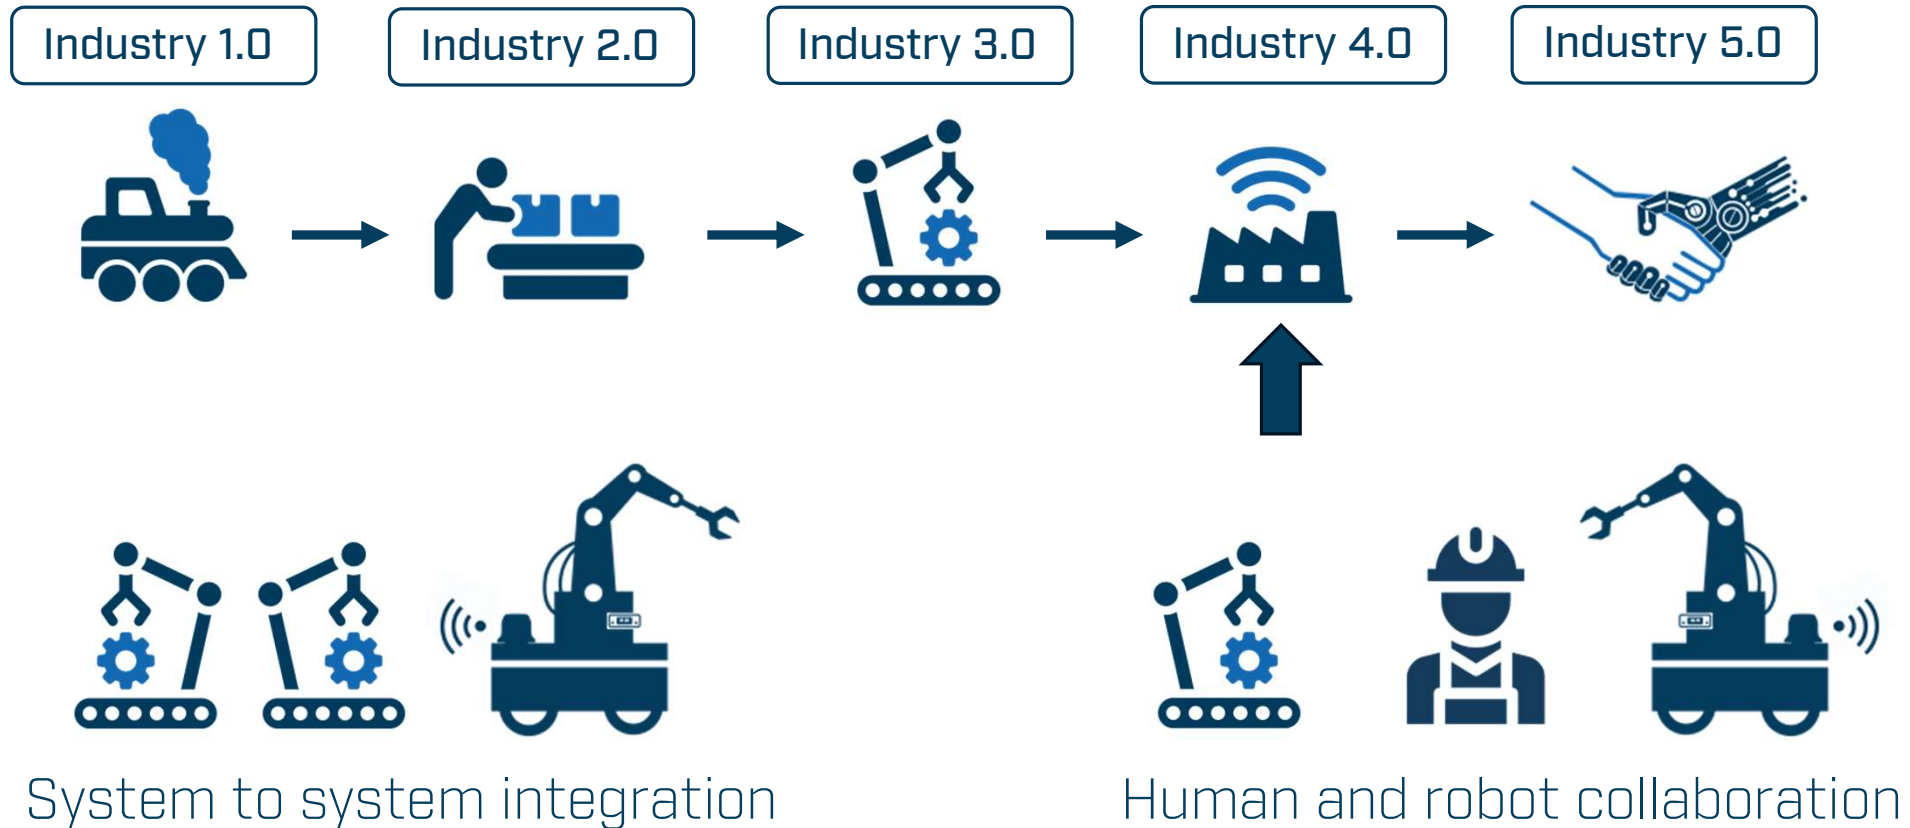 Industry 1.0
Industry 2.0
Industry 3.0
Industry 4.0
Industry 5.0
System to system integration
Human and robot collaboration